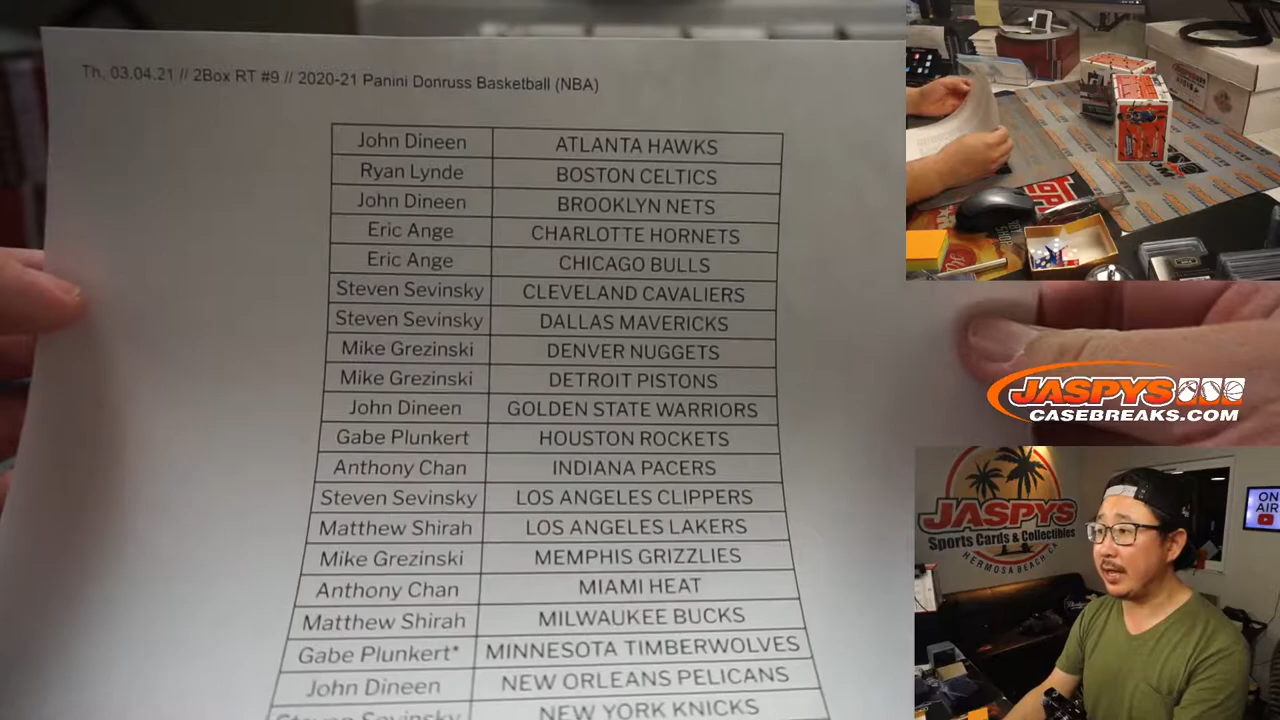 Th, 03.04.21 // 2Box RT #9 // 2020-21 Panini Donruss Basketball (NBA)
John Dineen ATLANTA HAWKS
Ryan Lynde BOSTON CELTICS
John Dineen BROOKLYN NETS
Eric Ange CHARLOTTE HORNETS
Eric Ange CHICAGO BULLS
Steven Sevinsky CLEVELAND CAVALIERS
Steven Sevinsky DALLAS MAVERICKS
Mike Grezinski DENVER NUGGETS
Mike Grezinski DETROIT PISTONS
John Dineen GOLDEN STATE WARRIORS
Gabe Plunkert HOUSTON ROCKETS
Anthony Chan INDIANA PACERS
Steven Sevinsky LOS ANGELES CLIPPERS
Matthew Shirah LOS ANGELES LAKERS
Mike Grezinski MEMPHIS GRIZZLIES
Anthony Chan MIAMI HEAT
Matthew Shirah MILWAUKEE BUCKS
Gabe Plunkert* MINNESOTA TIMBERWOLVES
John Dineen NEW ORLEANS PELICANS
Steven Sevinsky NEW YORK KNICKS
JASPYS
CASEBREAKS.COM
JASPYS
Sports Cards & Collectibles
HERMOSA BEACH, CA
ON
AIR